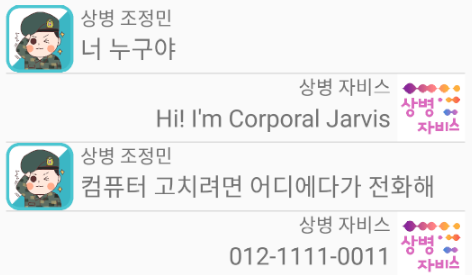 상병 조정민
너 누구야
상병 자비스
Hi! I'm Corporal Jarvis
상병
자비스
상병 조정민
컴퓨터 고치려면 어디에다가 전화해
상병 자비스
012-1111-0011
상병
자비스